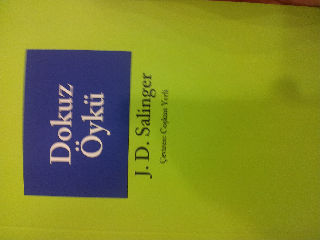 Dokuz
Öykü
J. D. Salinger
Çeviren: Coşkun Yerli